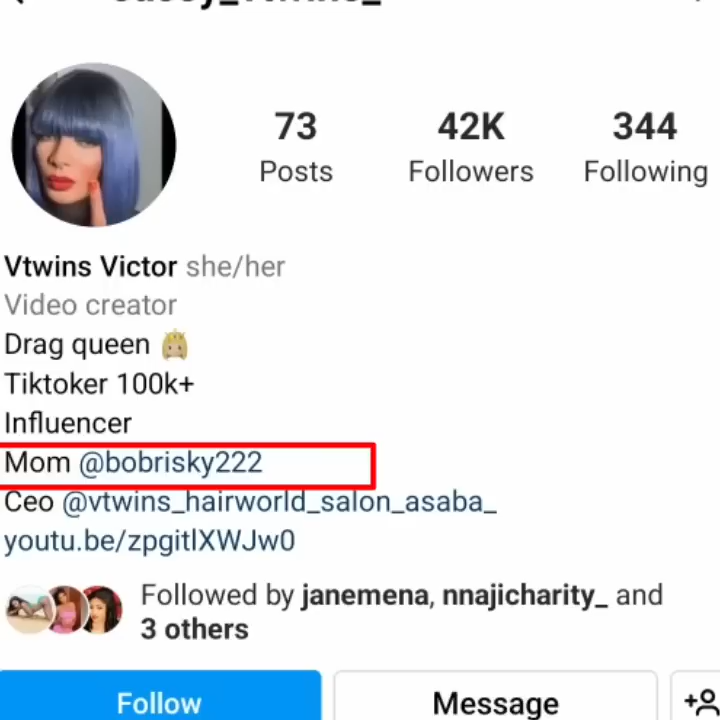 73 42K 344
Posts Followers Following
Vtwins Victor she/her
Video creator
Drag queen 👸🏼
Tiktoker 100k+
Influencer
Mom @bobrisky222
Ceo @vtwins_hairworld_salon_asaba_
youtu.be/zpgitlXWJw0
Followed by janemena, nnajicharity_ and
3 others
Follow Message